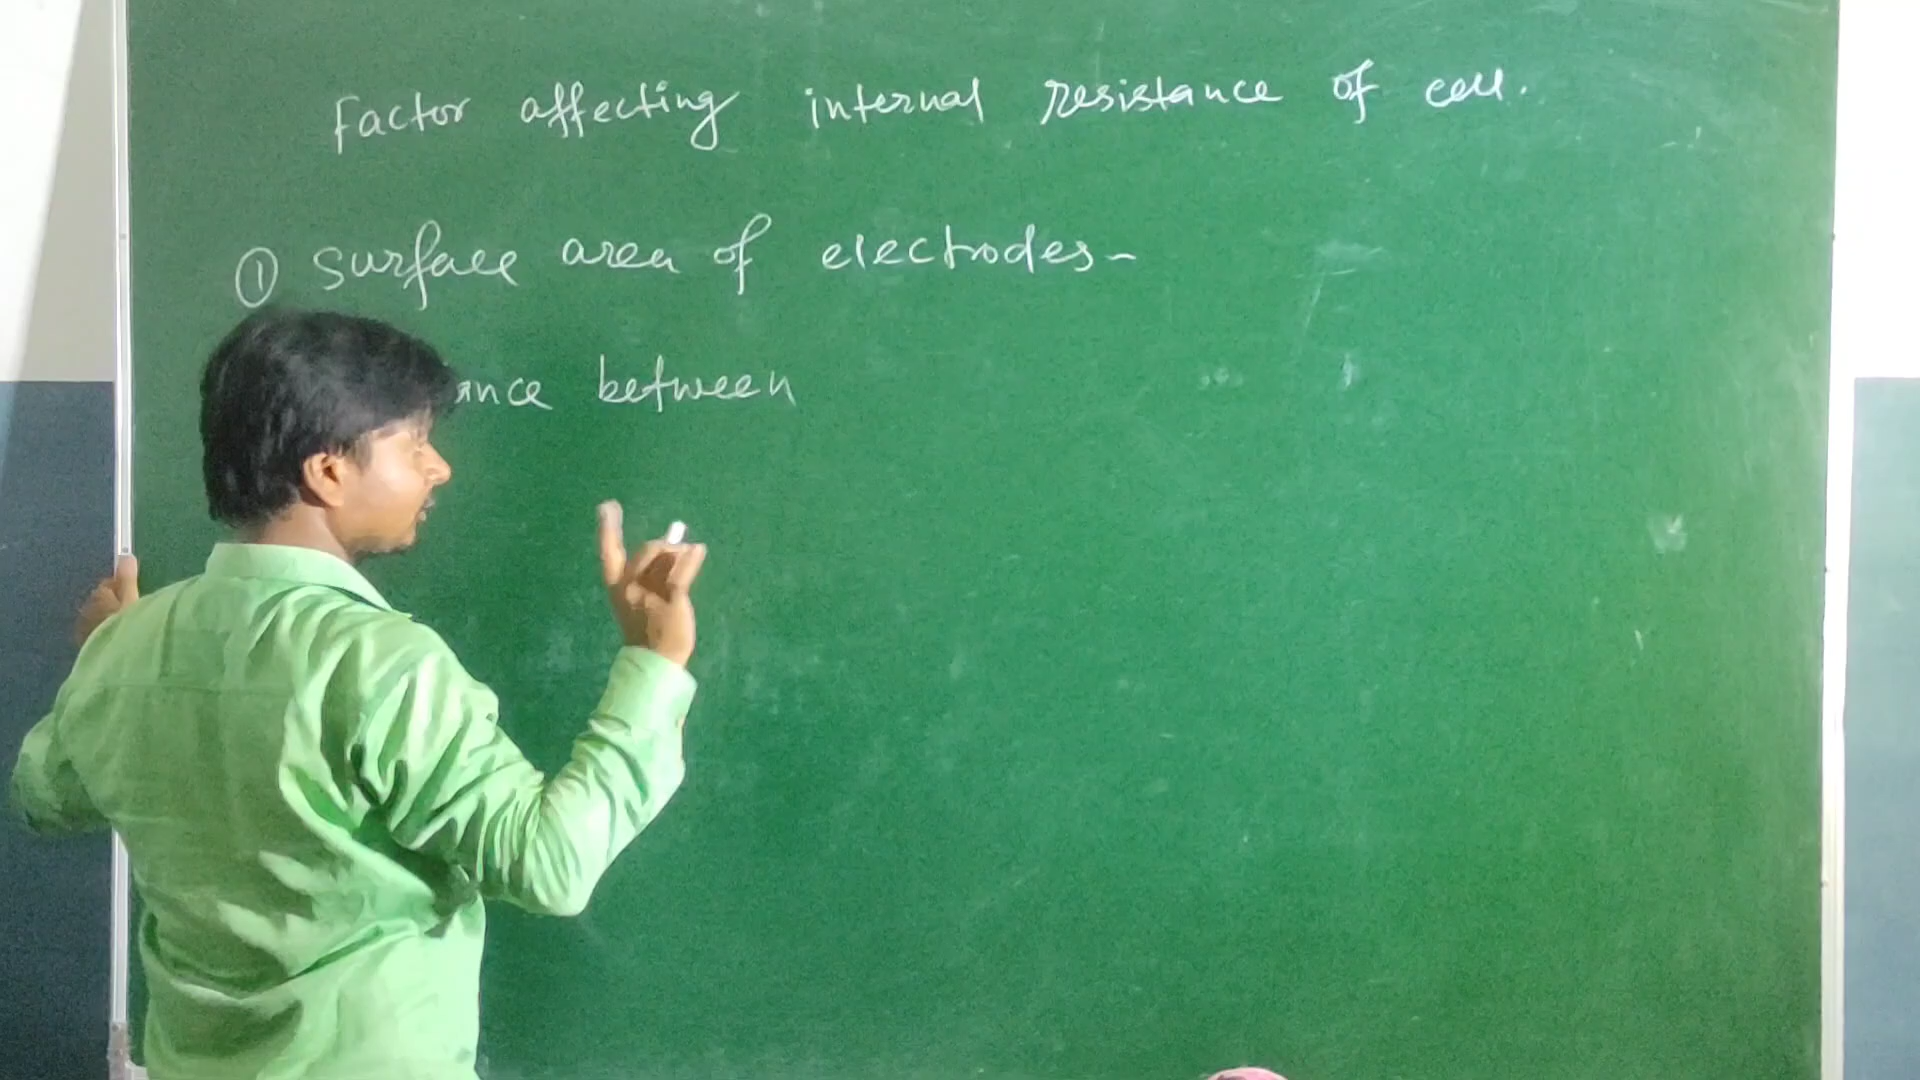 Factor affecting internal resistance of cell.
① Surface area of electrodes-
ance between